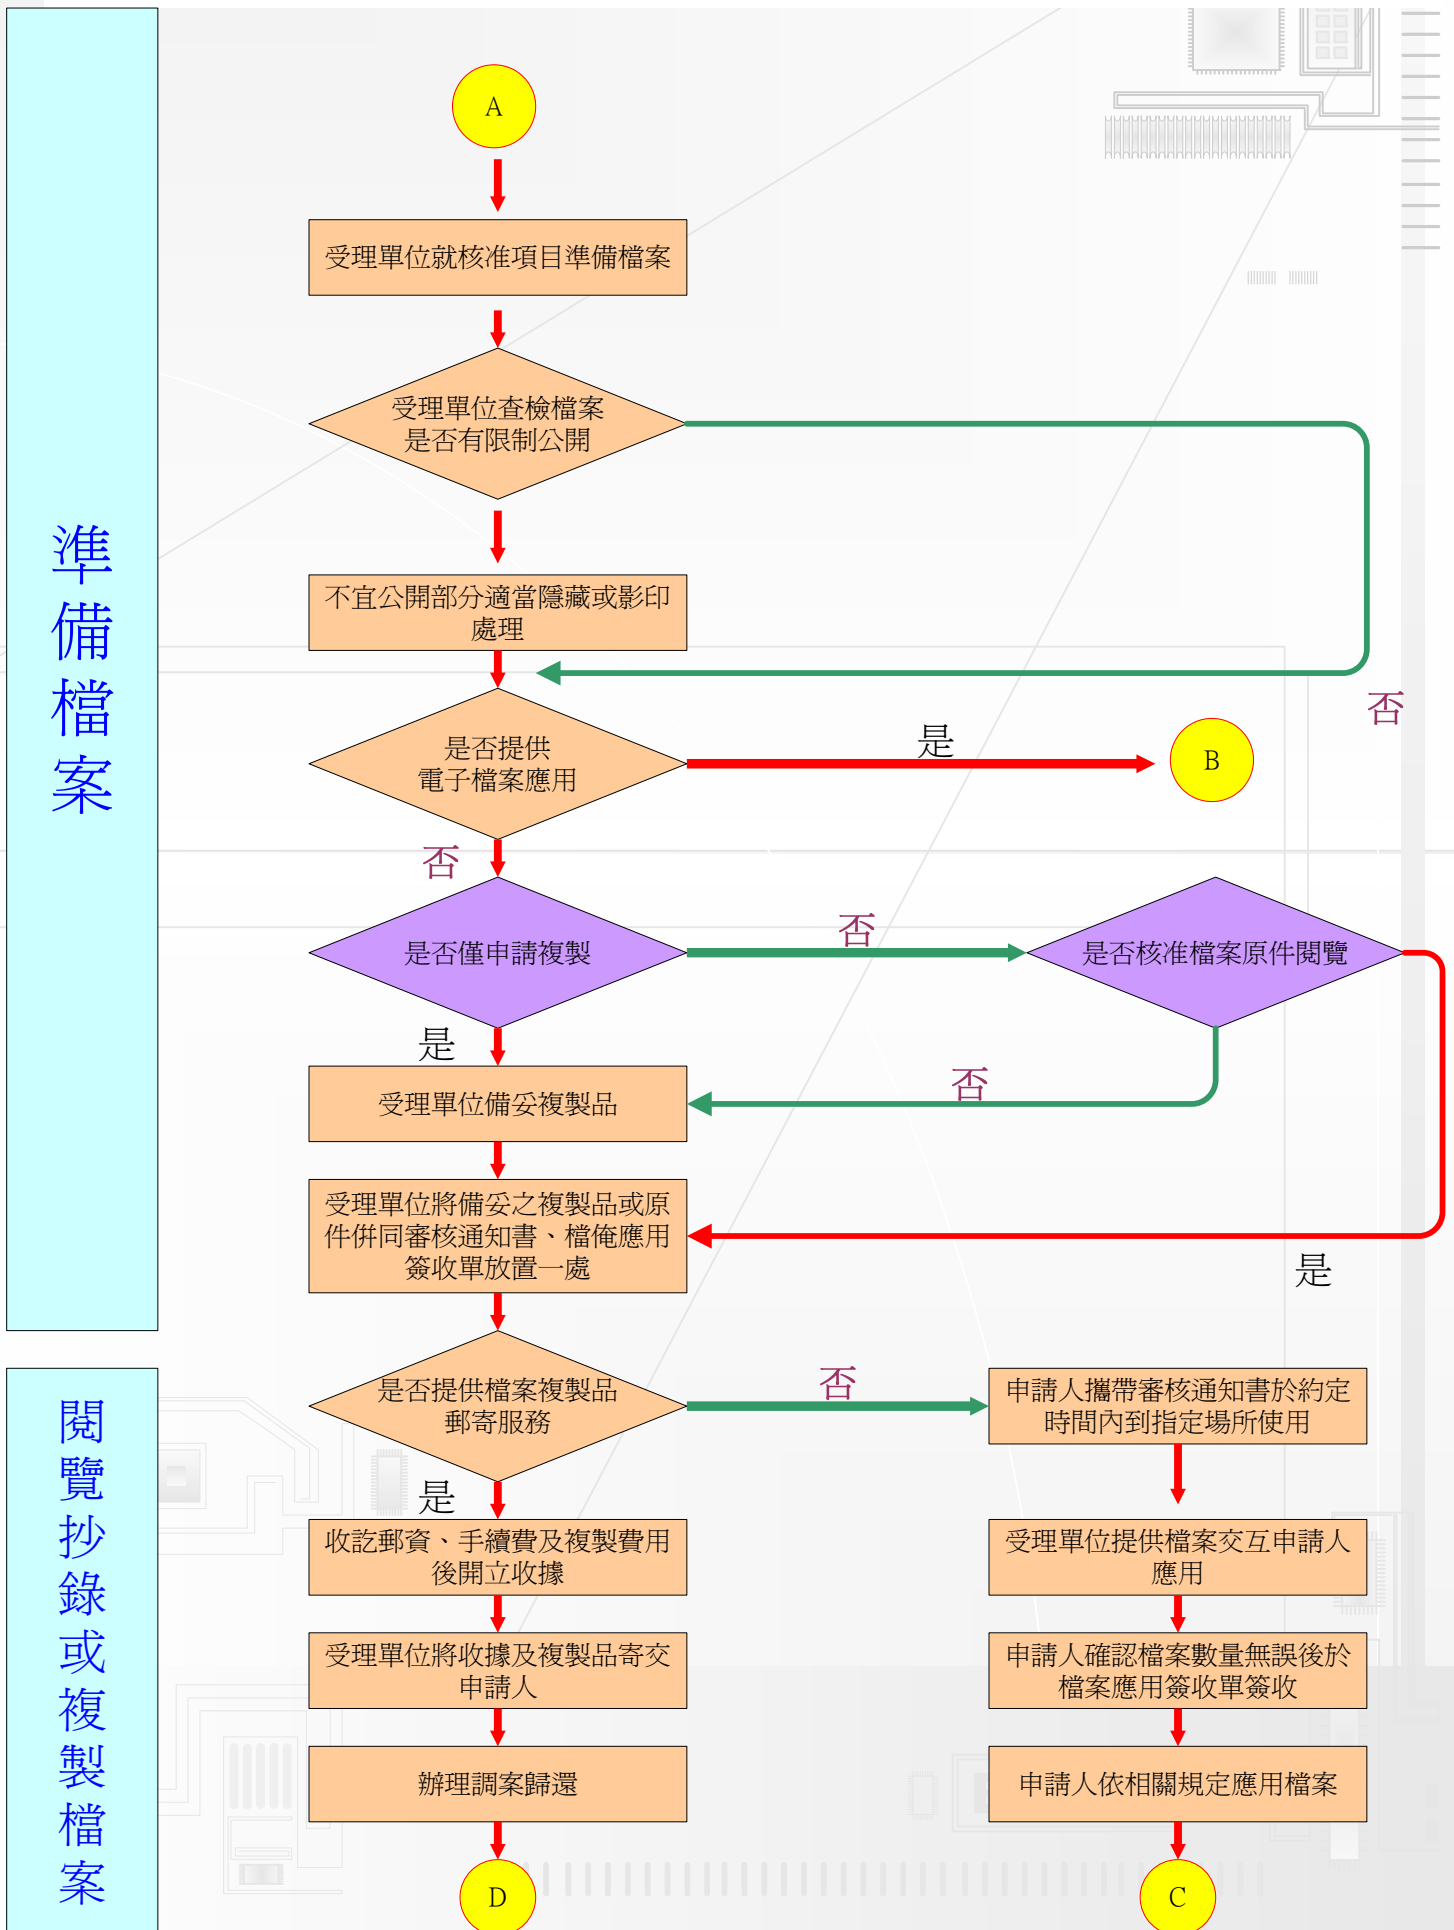 準備檔案
A
受理單位就核准項目準備檔案
受理單位查檢檔案
是否有限制公開
不宜公開部分適當隱藏或影印
處理
否
是否提供
電子檔案應用
是
B
否
是否僅申請複製
否
是否核准檔案原件閱覽
是
否
受理單位備妥複製品
受理單位將備妥之複製品或原
件併同審核通知書、檔俺應用
簽收單放置一處
是
閱覽抄錄或複製檔案
是否提供檔案複製品
郵寄服務
否
申請人攜帶審核通知書於約定
時間內到指定場所使用
是
收訖郵資、手續費及複製費用
後開立收據
受理單位提供檔案交互申請人
應用
受理單位將收據及複製品寄交
申請人
申請人確認檔案數量無誤後於
檔案應用簽收單簽收
辦理調案歸還
申請人依相關規定應用檔案
D
C